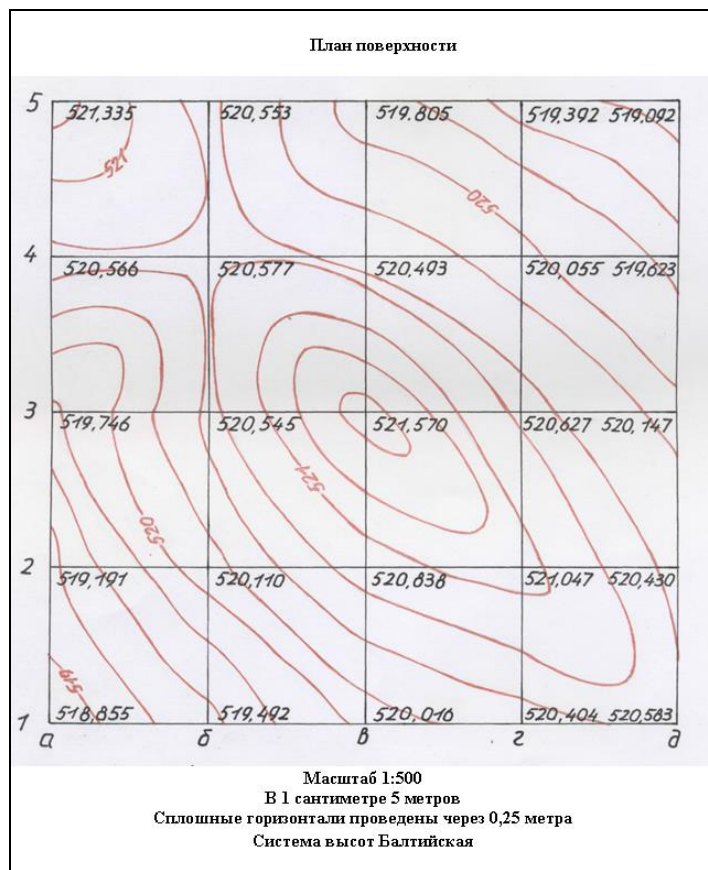 План поверхности
5
521,335 520,553 519.805 519,392 519.092
521
520
4
520,566 520,577 520,493 520,055 519,623
3
519,746 520,545 521,570 520,627 520,147
521
520
2
519,191 520,110 520,838 521,047 520,430
519
1
518,855 519,492 520,016 520,404 520,583
а б в г д
Масштаб 1:500
В 1 сантиметре 5 метров
Сплошные горизонтали проведены через 0,25 метра
Система высот Балтийская